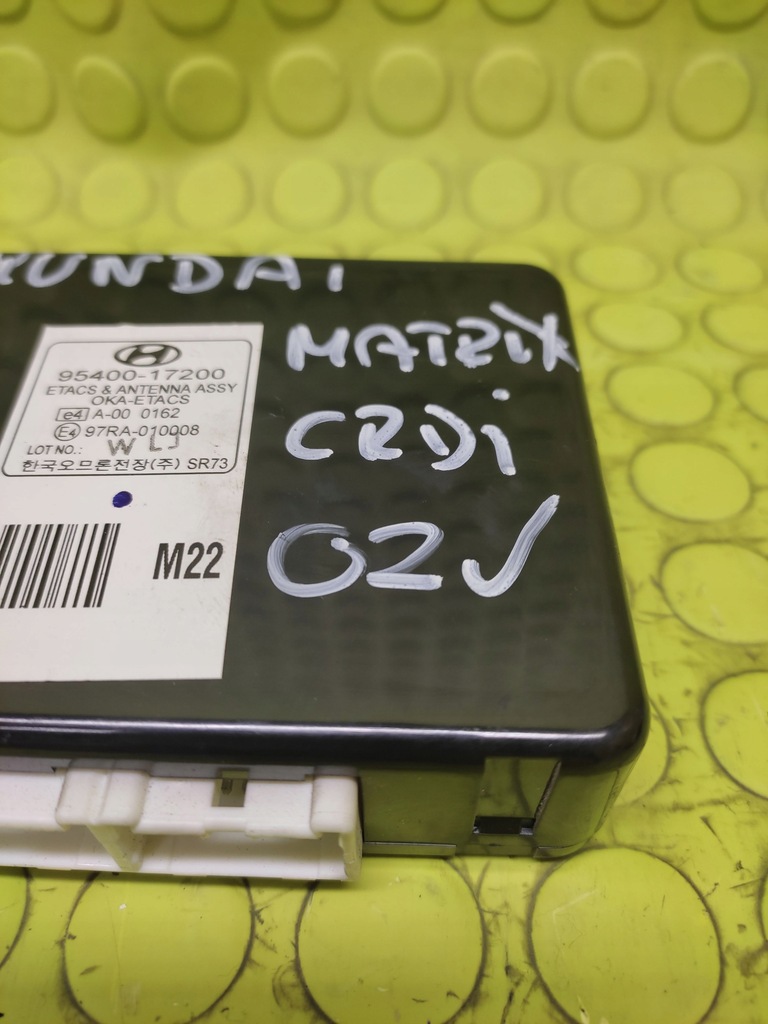 YUNDAI
MATRIX
CRDi
02√
95400-17200
ETACS & ANTENNA ASSY
OKA-ETACS
e4 A-00 0162
E4 97RA-010008
LOT NO.: W L J
한국오므론전장(주) SR73
M22